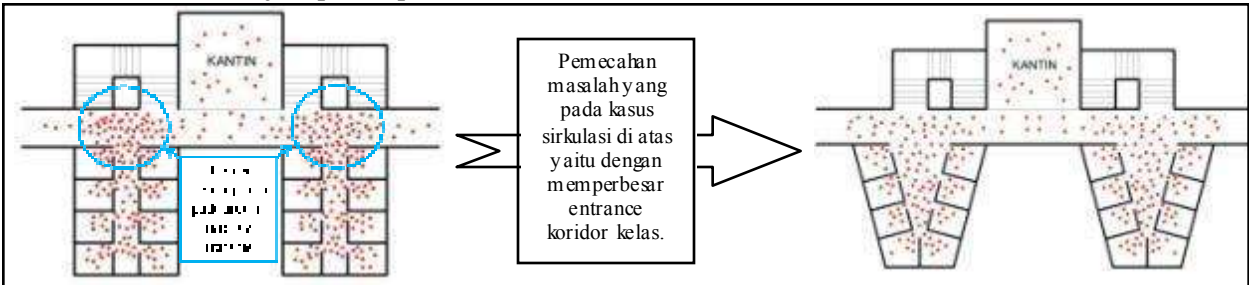 KANTIN
Pemecahan
masalah yang
pada kasus
sirkulasi di atas
yaitu dengan
memperbesar
entrance
koridor kelas.
KANTIN